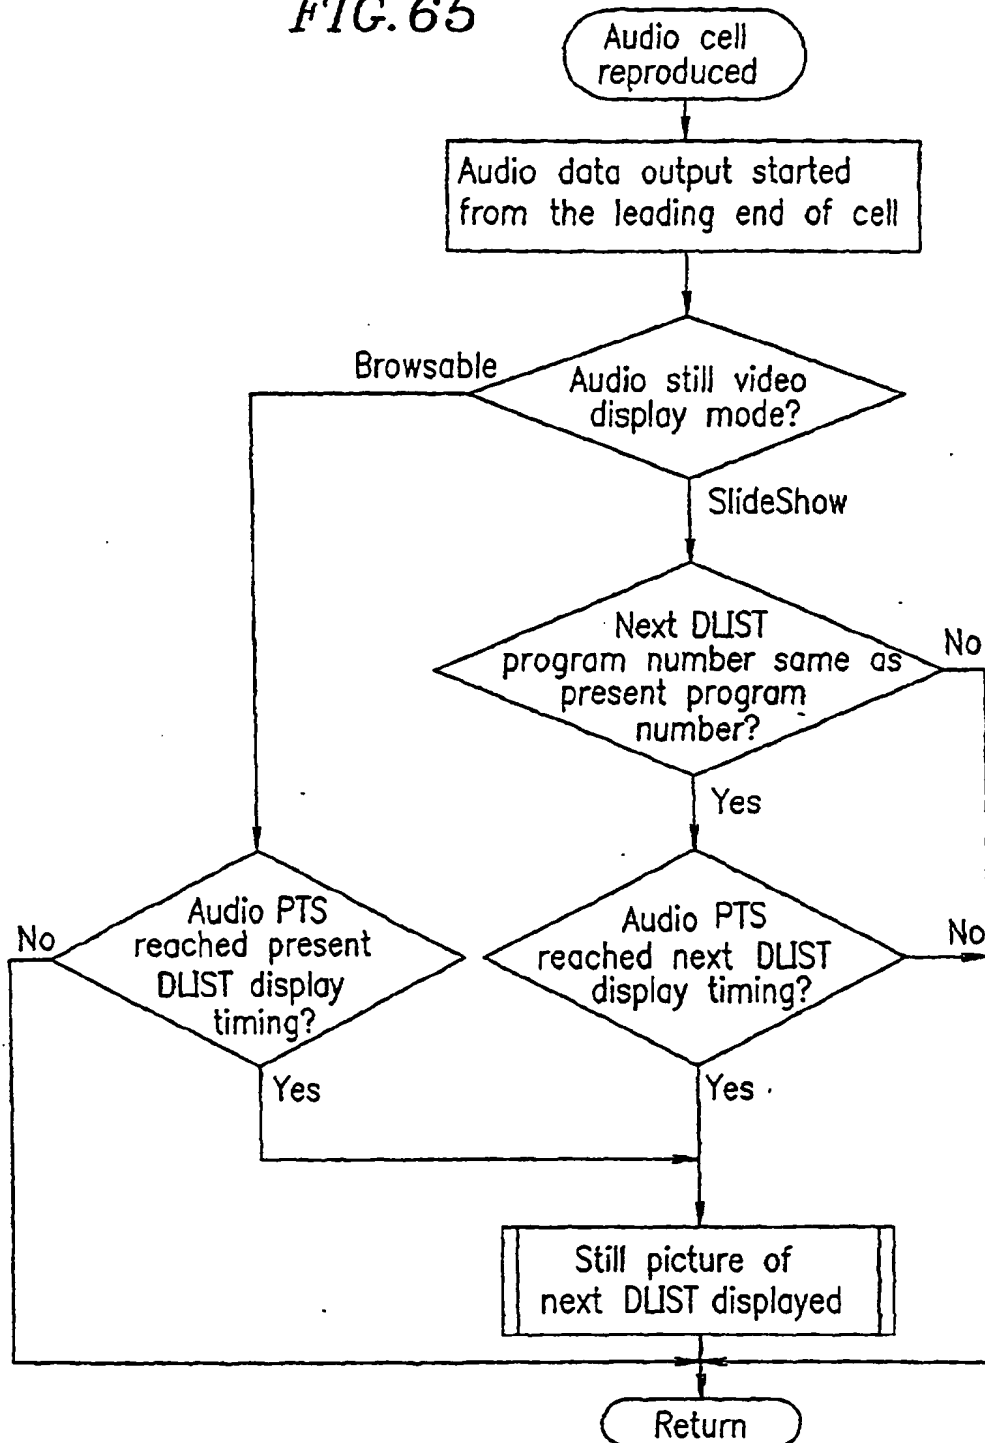 FIG. 65
Audio cell
reproduced
Audio data output started
from the leading end of cell
Browsable
Audio still video
display mode?
SlideShow
Next DLIST
program number same as
present program
number?
No
Yes
Audio PTS
reached present
DLIST display
timing?
No
Yes
Audio PTS
reached next DLIST
display timing?
No
Yes
Still picture of
next DLIST displayed
Return